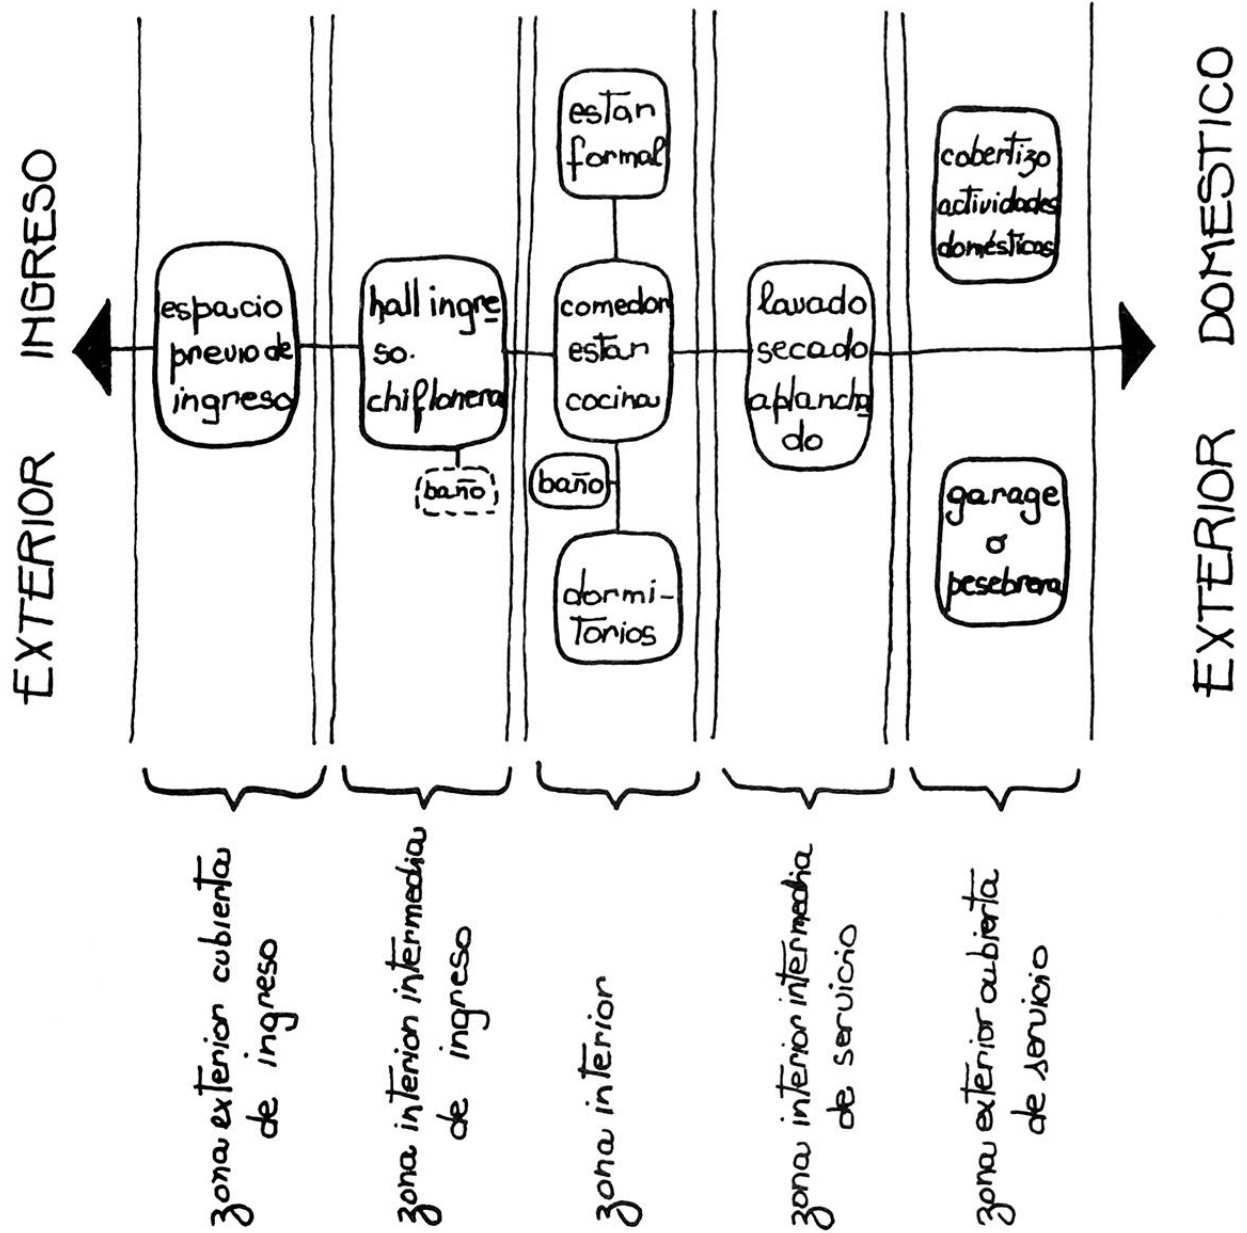 EXTERIOR INGRESO
espacio
previo de
ingreso
hall ingre
so.
chiflonera
baño
estar
formal
comedor
estar
cocina
baño
dormi-
torios
lavado
secado
aplancha
do
cobertizo
actividades
domésticas
garage
o
pesebrera
EXTERIOR DOMESTICO
zona exterior cubierta
de ingreso
zona interior intermedia
de ingreso
zona interior
zona interior intermedia
de servicio
zona exterior cubierta
de servicio